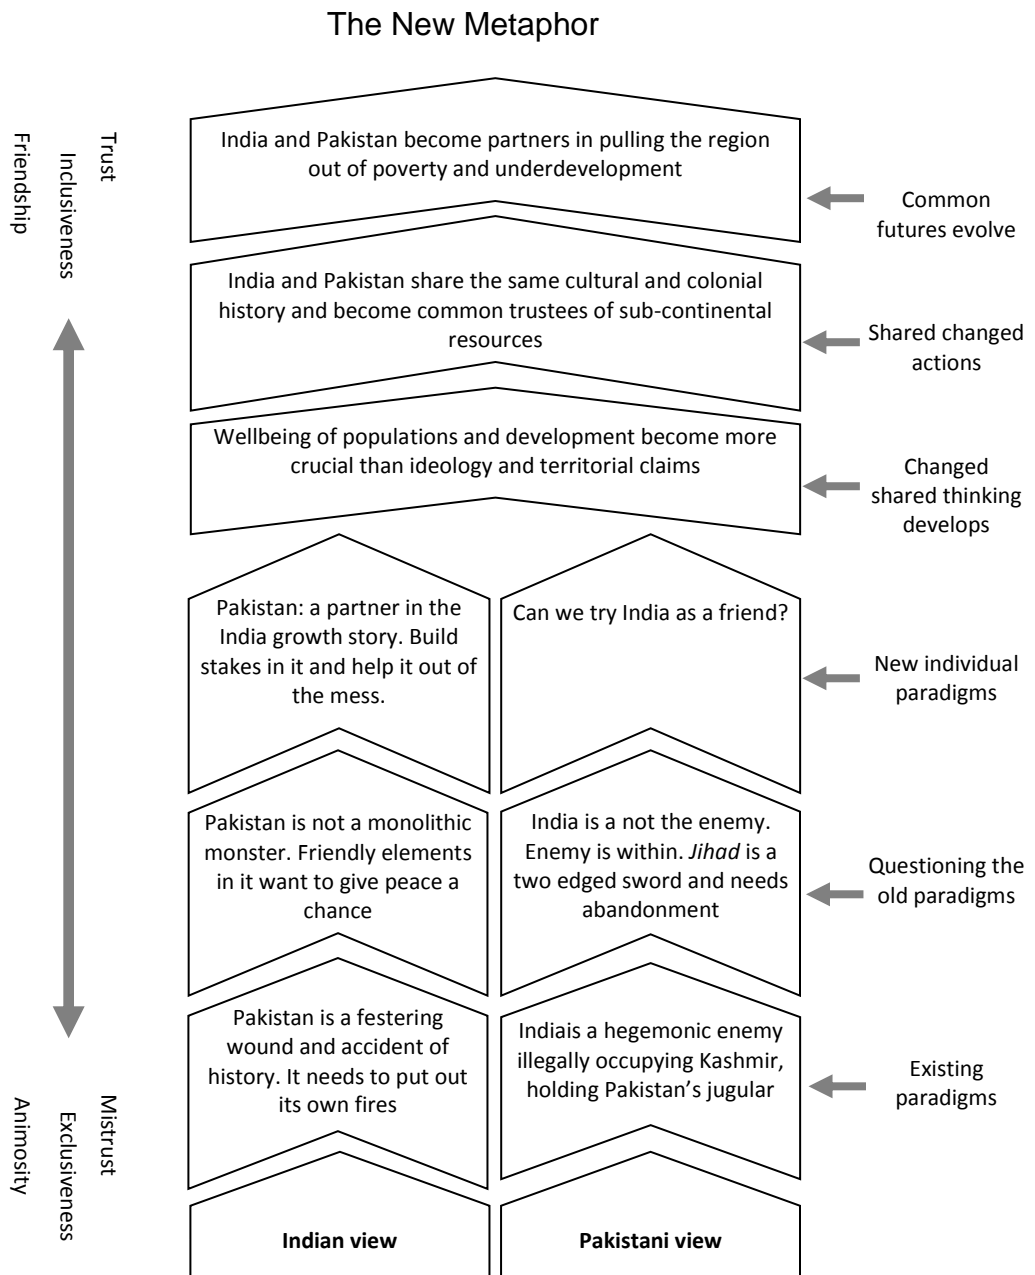 The New Metaphor
Trust
Inclusiveness
Friendship
India and Pakistan become partners in pulling the region
out of poverty and underdevelopment
Common
futures evolve
India and Pakistan share the same cultural and colonial
history and become common trustees of sub-continental
resources
Shared changed
actions
Wellbeing of populations and development become more
crucial than ideology and territorial claims
Changed
shared thinking
develops
Pakistan: a partner in the
India growth story. Build
stakes in it and help it out of
the mess.
Can we try India as a friend?
New individual
paradigms
Pakistan is not a monolithic
monster. Friendly elements
in it want to give peace a
chance
India is a not the enemy.
Enemy is within. Jihad is a
two edged sword and needs
abandonment
Questioning the
old paradigms
Pakistan is a festering
wound and accident of
history. It needs to put out
its own fires
Indiais a hegemonic enemy
illegally occupying Kashmir,
holding Pakistan’s jugular
Existing
paradigms
Mistrust
Exclusiveness
Animosity
Indian view
Pakistani view